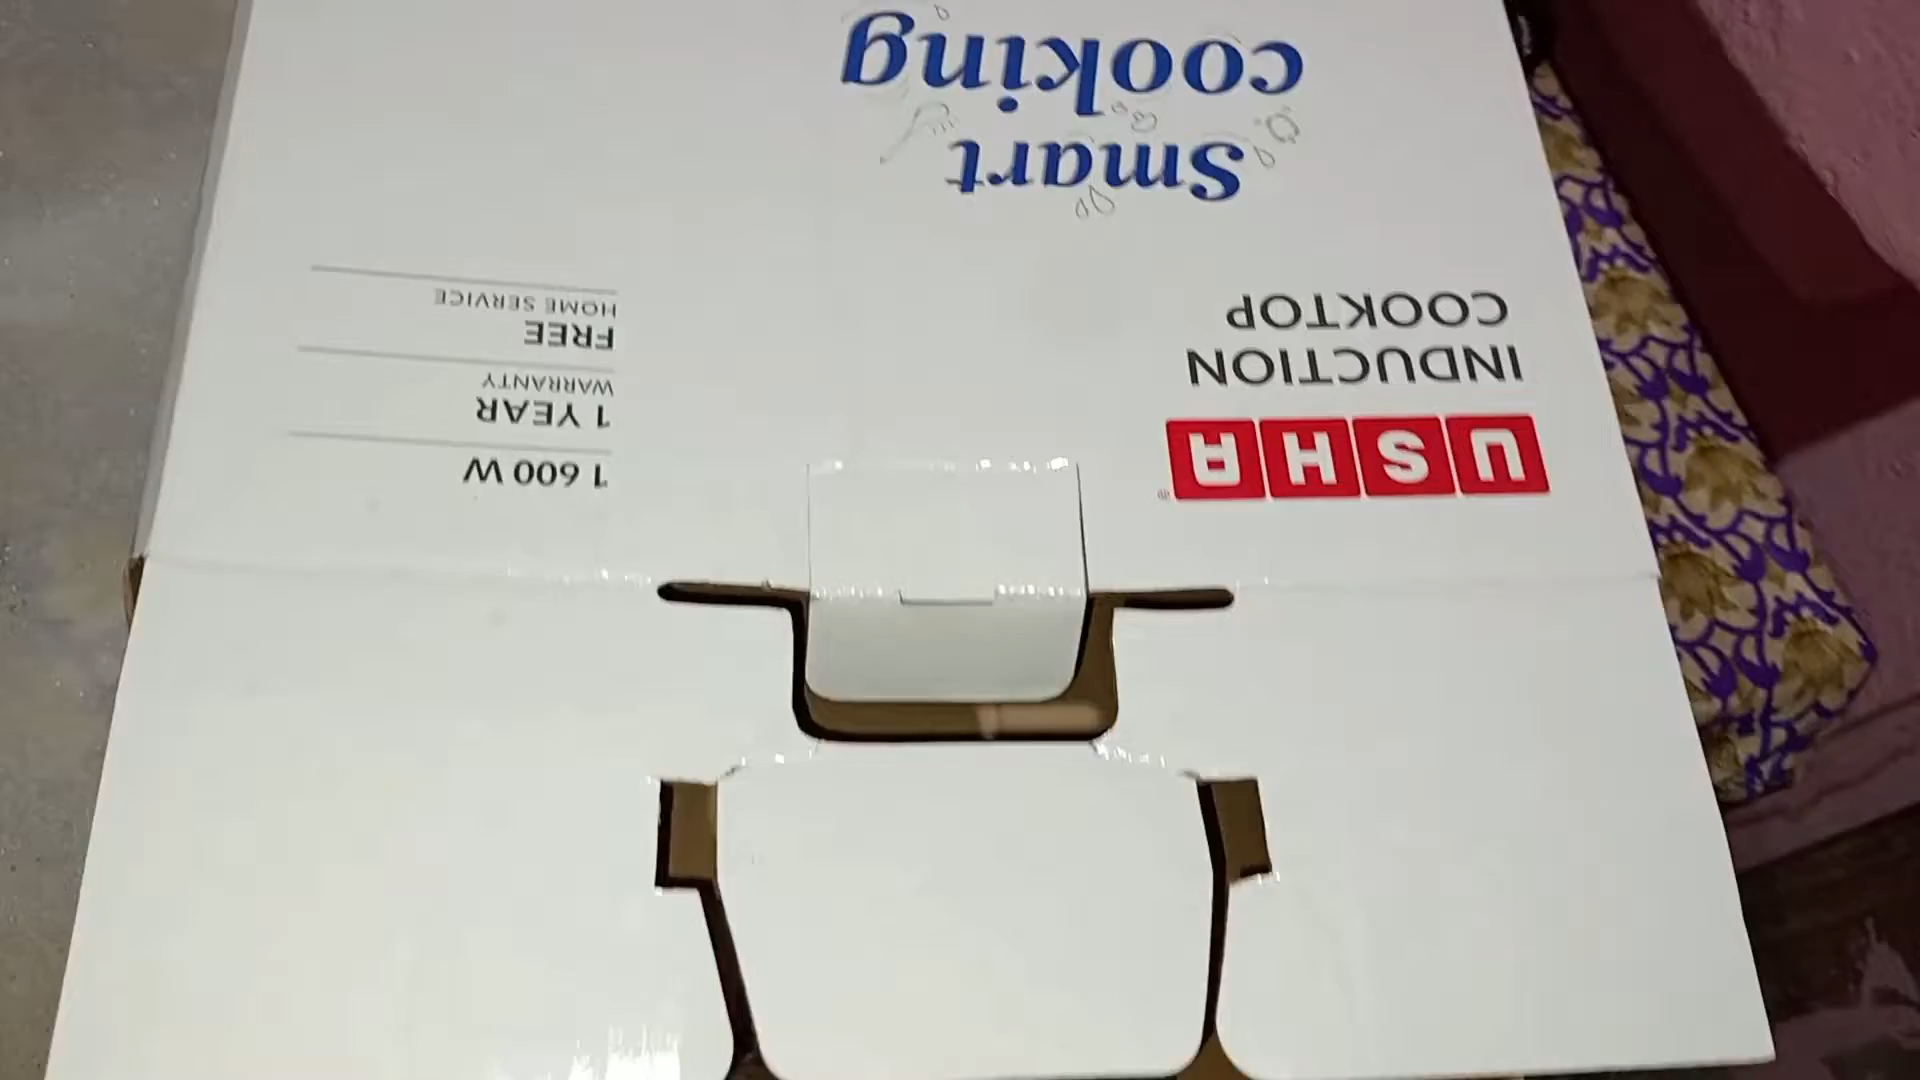 USHA®
INDUCTION
COOKTOP
Smart
cooking
1 600 W
1 YEAR
WARRANTY
FREE
HOME SERVICE